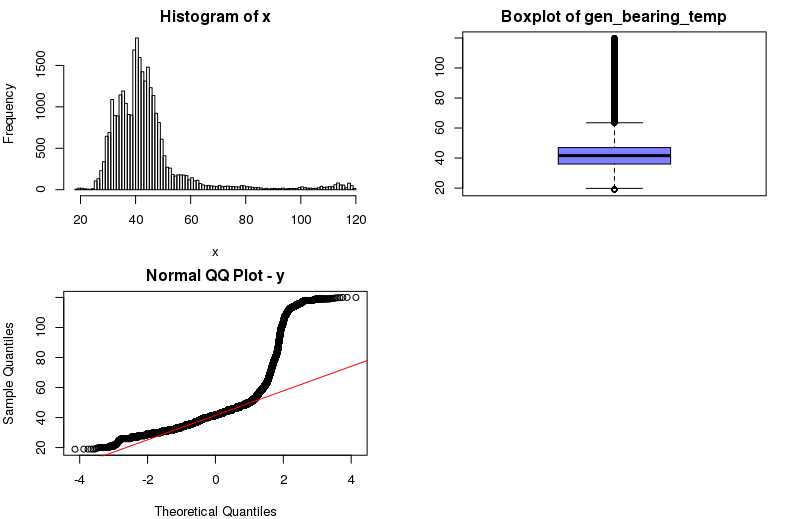 Histogram of x
Frequency
0 500 1000 1500
20 40 60 80 100 120
x
Boxplot of gen_bearing_temp
20 40 60 80 100
Normal QQ Plot - y
Sample Quantiles
20 40 60 80 100
-4 -2 0 2 4
Theoretical Quantiles